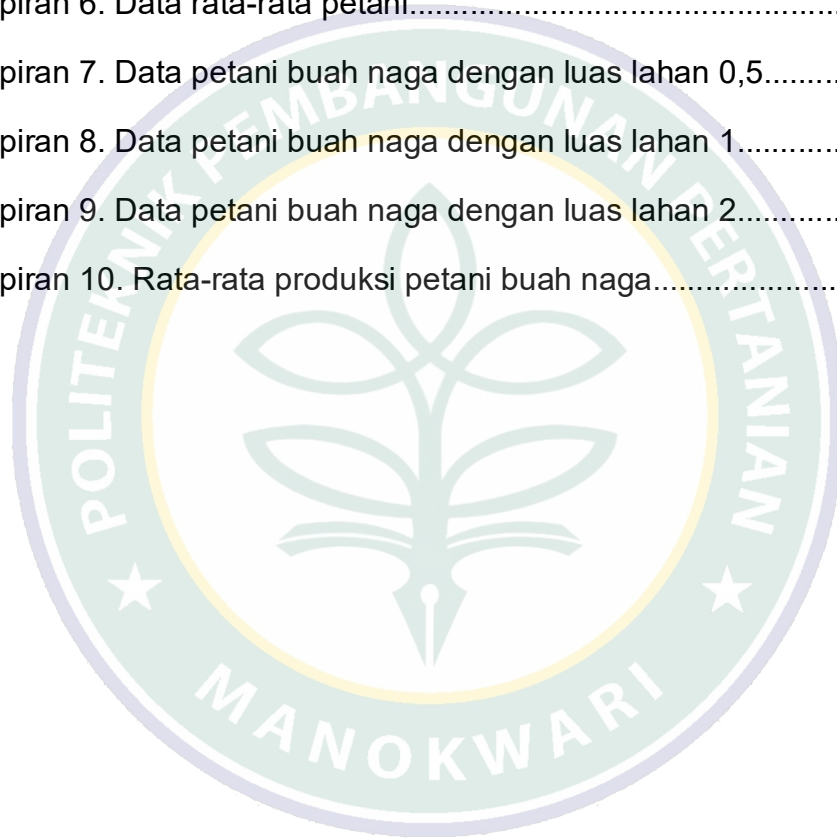 piran 6. Data rata-rata petani..........................................................
piran 7. Data petani buah naga dengan luas lahan 0,5.........
piran 8. Data petani buah naga dengan luas lahan 1............
piran 9. Data petani buah naga dengan luas lahan 2............
piran 10. Rata-rata produksi petani buah naga......................
POLITEKNIK PEMBANGUNAN PERTANIAN
MANOKWARI